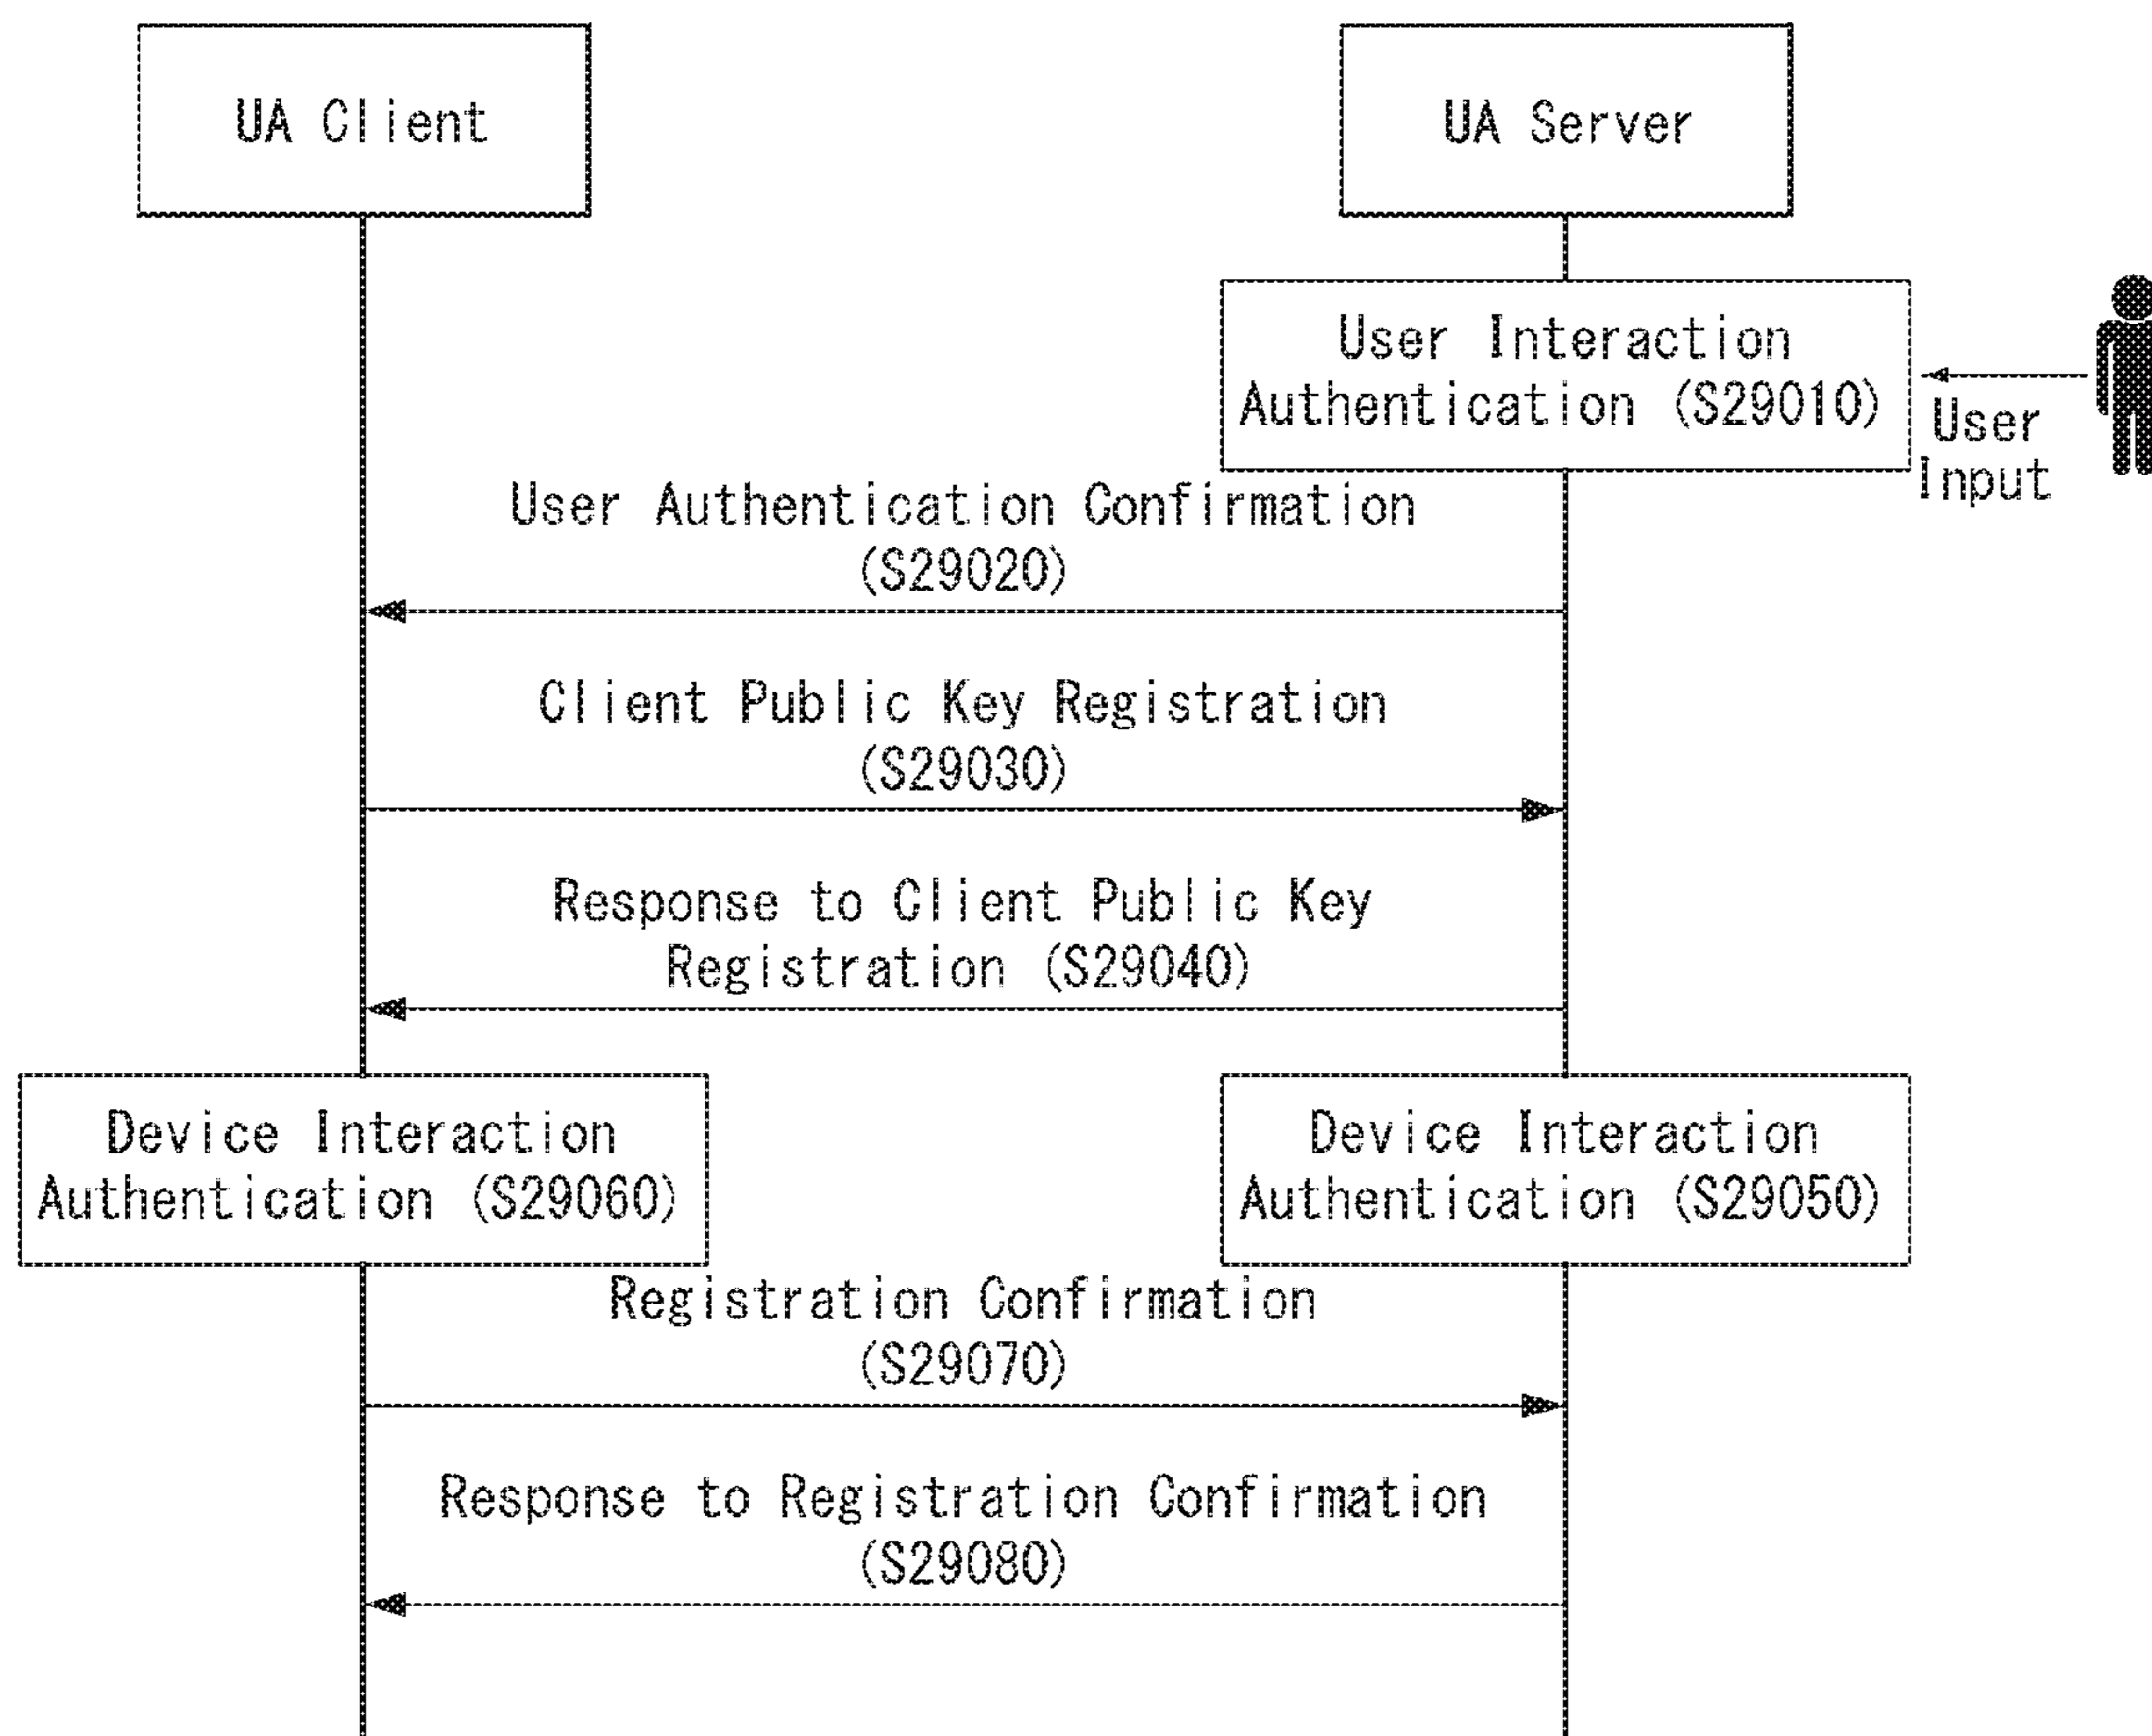 UA Client
UA Server
User Interaction
Authentication (S29010)
User
Input
User Authentication Confirmation
(S29020)
Client Public Key Registration
(S29030)
Response to Client Public Key
Registration (S29040)
Device Interaction
Authentication (S29060)
Device Interaction
Authentication (S29050)
Registration Confirmation
(S29070)
Response to Registration Confirmation
(S29080)